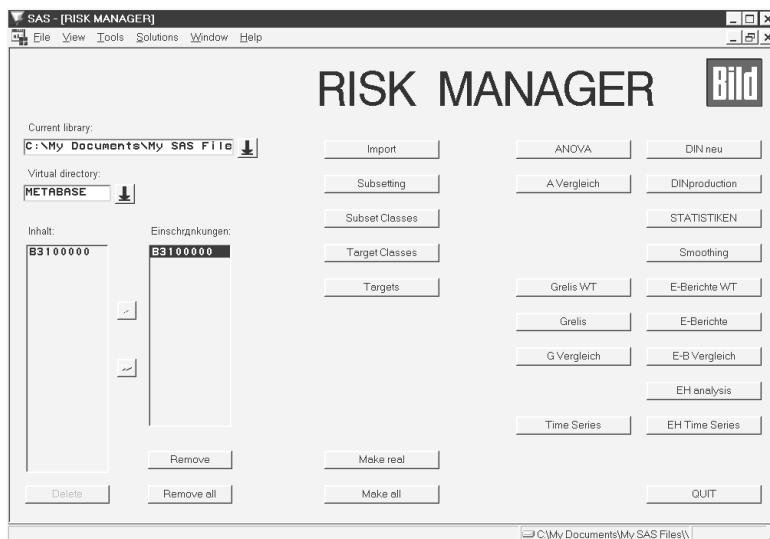 SAS - [RISK MANAGER]
File View Tools Solutions Window Help
RISK MANAGER
Bild
Current library:
C:\My Documents\My SAS File
Virtual directory:
METABASE
Inhalt:
Einschrдnkungen:
B3100000
B3100000
Remove
Delete
Remove all
Import
Subsetting
Subset Classes
Target Classes
Targets
Make real
Make all
ANOVA
A Vergleich
Grelis WT
Grelis
G Vergleich
Time Series
DIN neu
DINproduction
STATISTIKEN
Smoothing
E-Berichte WT
E-Berichte
E-B Vergleich
EH analysis
EH Time Series
QUIT
C:\My Documents\My SAS Files\\